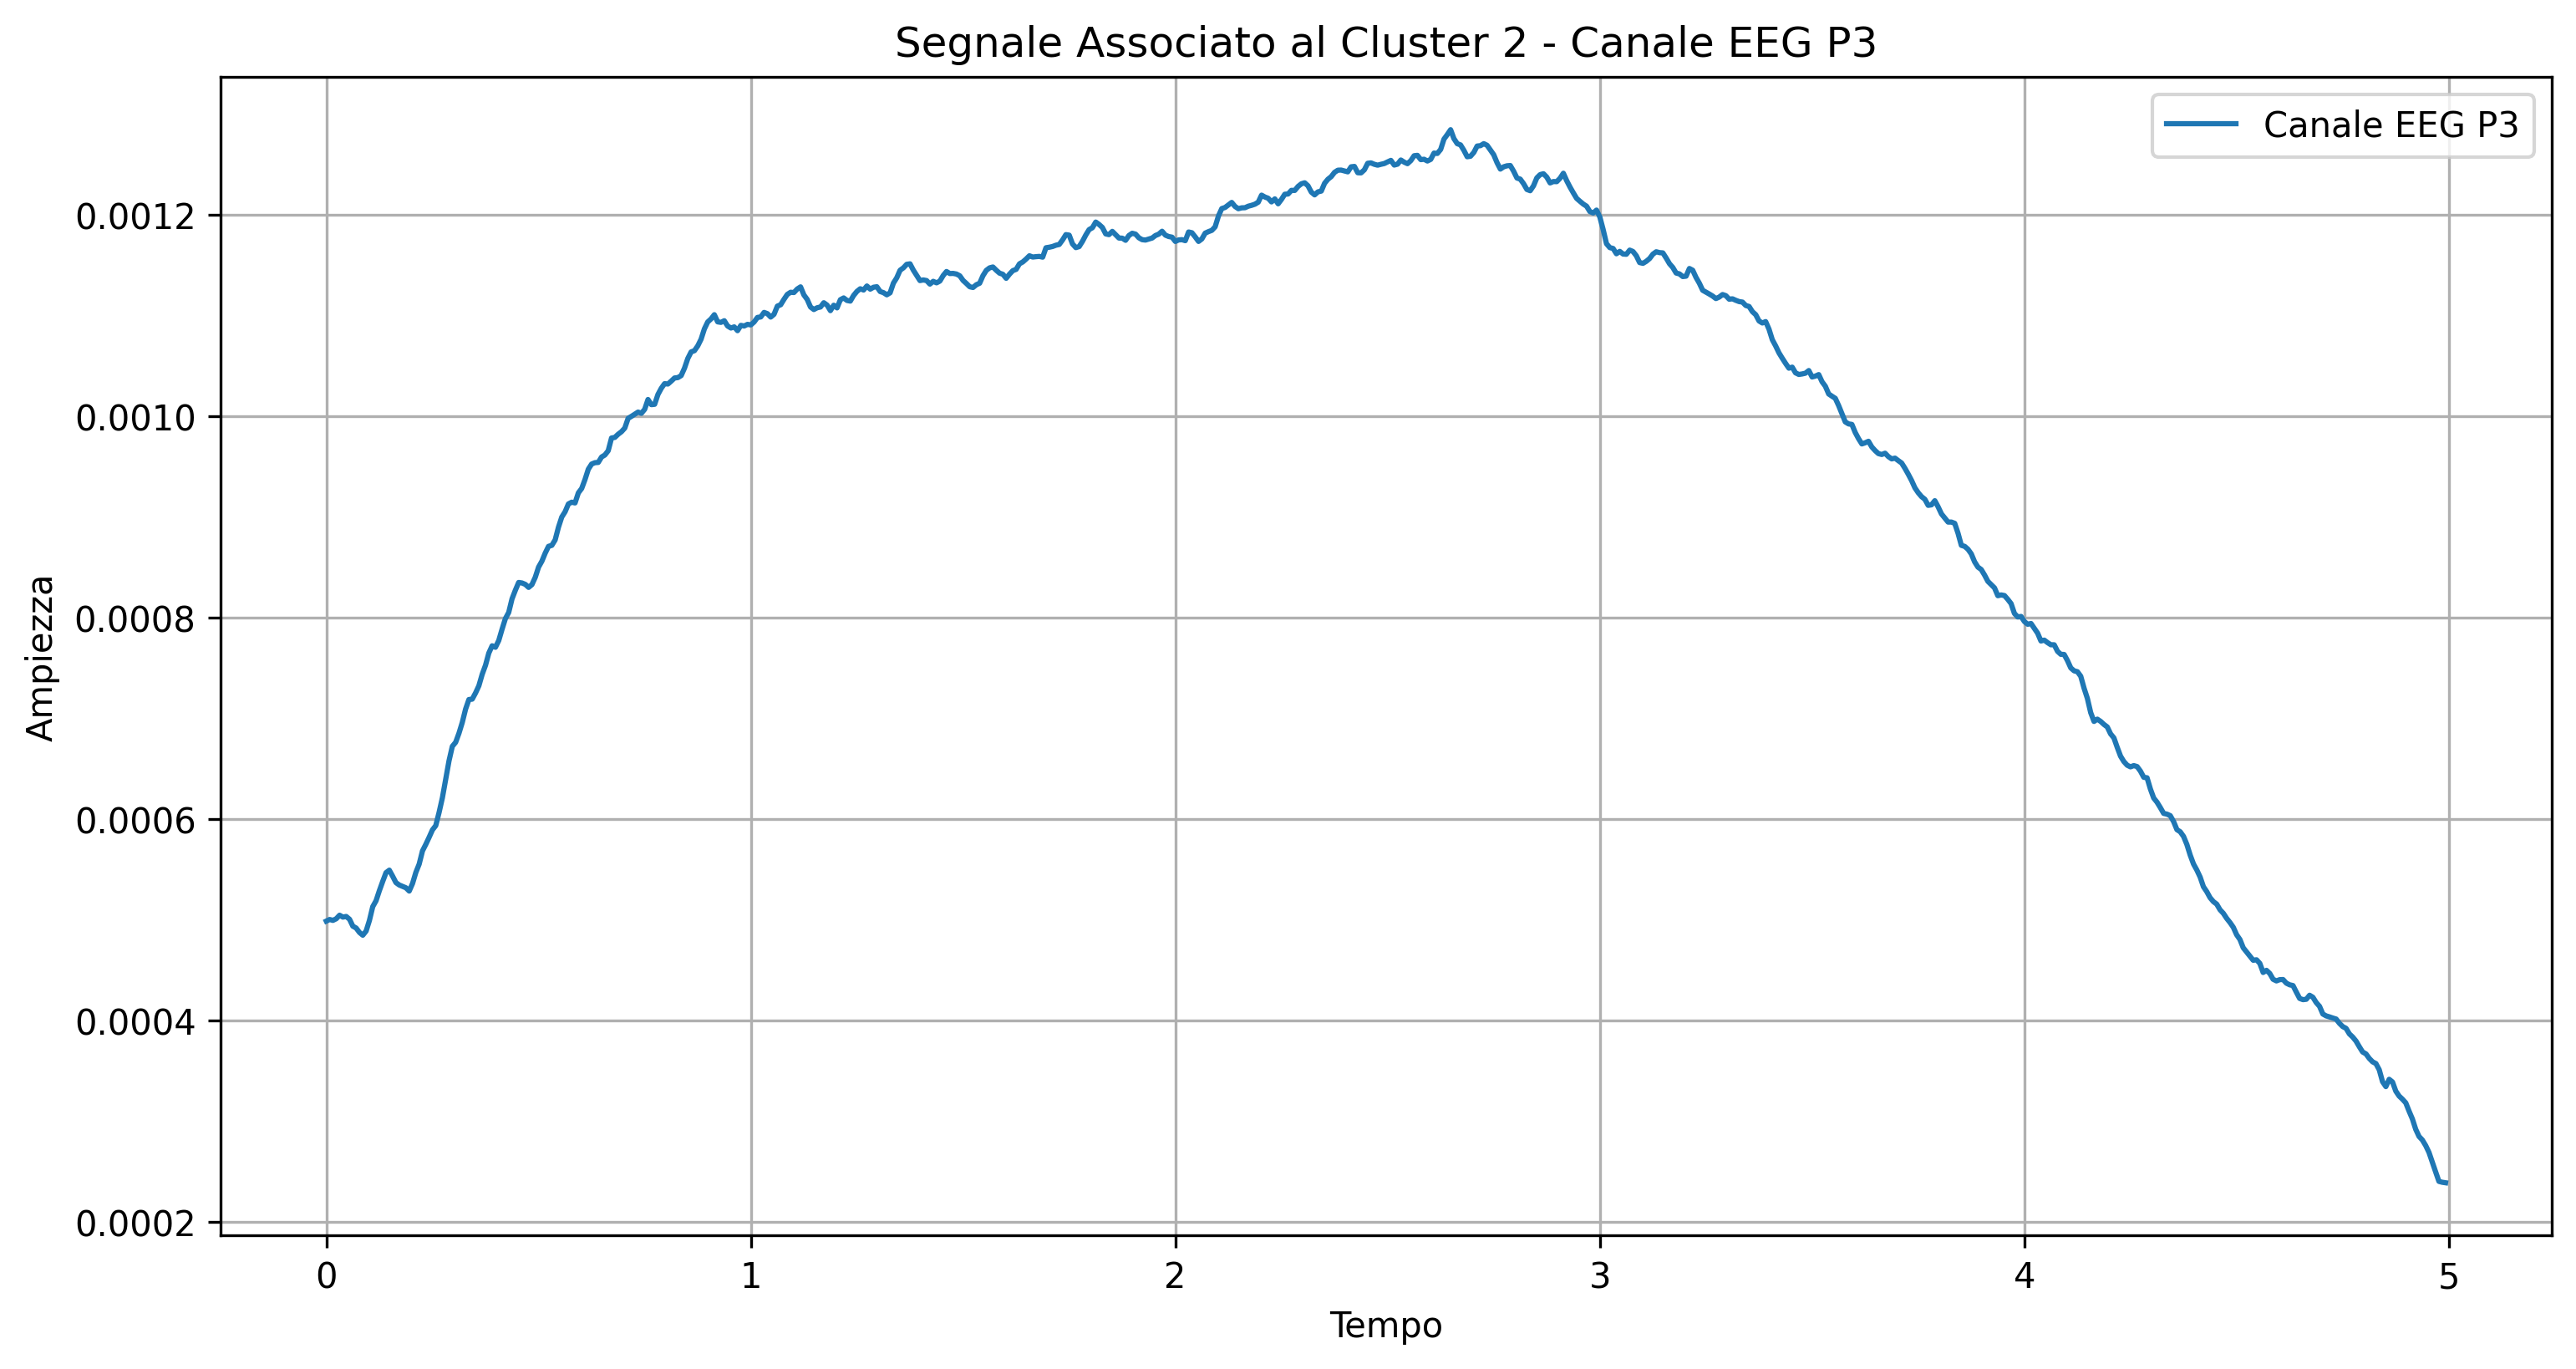 Segnale Associato al Cluster 2 - Canale EEG P3
Canale EEG P3
0.0012
0.0010
0.0008
0.0006
0.0004
0.0002
Ampiezza
0 1 2 3 4 5
Tempo